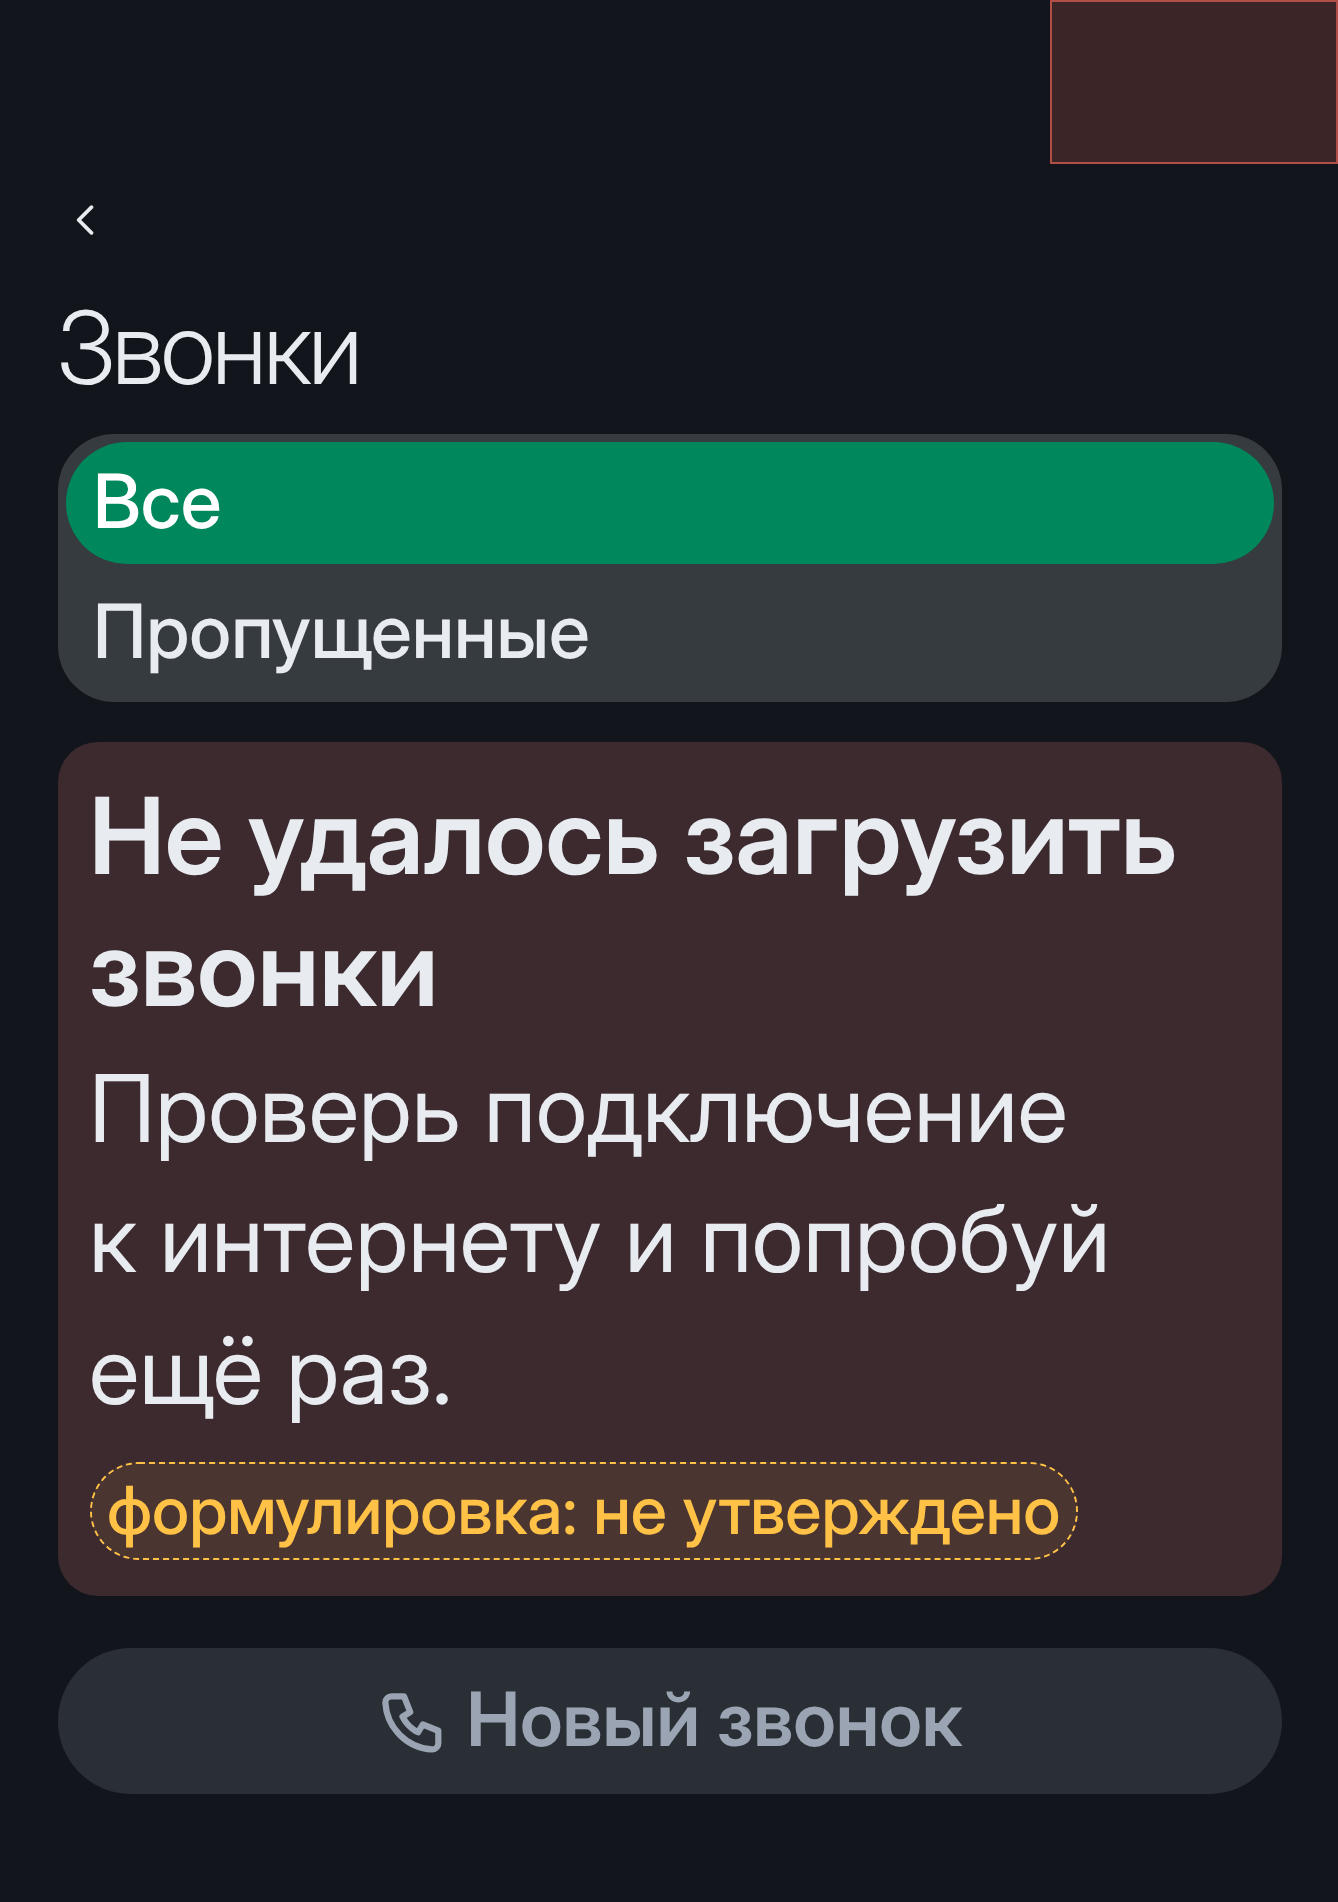 Звонки
Все
Пропущенные
Не удалось загрузить
звонки
Проверь подключение
к интернету и попробуй
ещё раз.
формулировка: не утверждено
Новый звонок